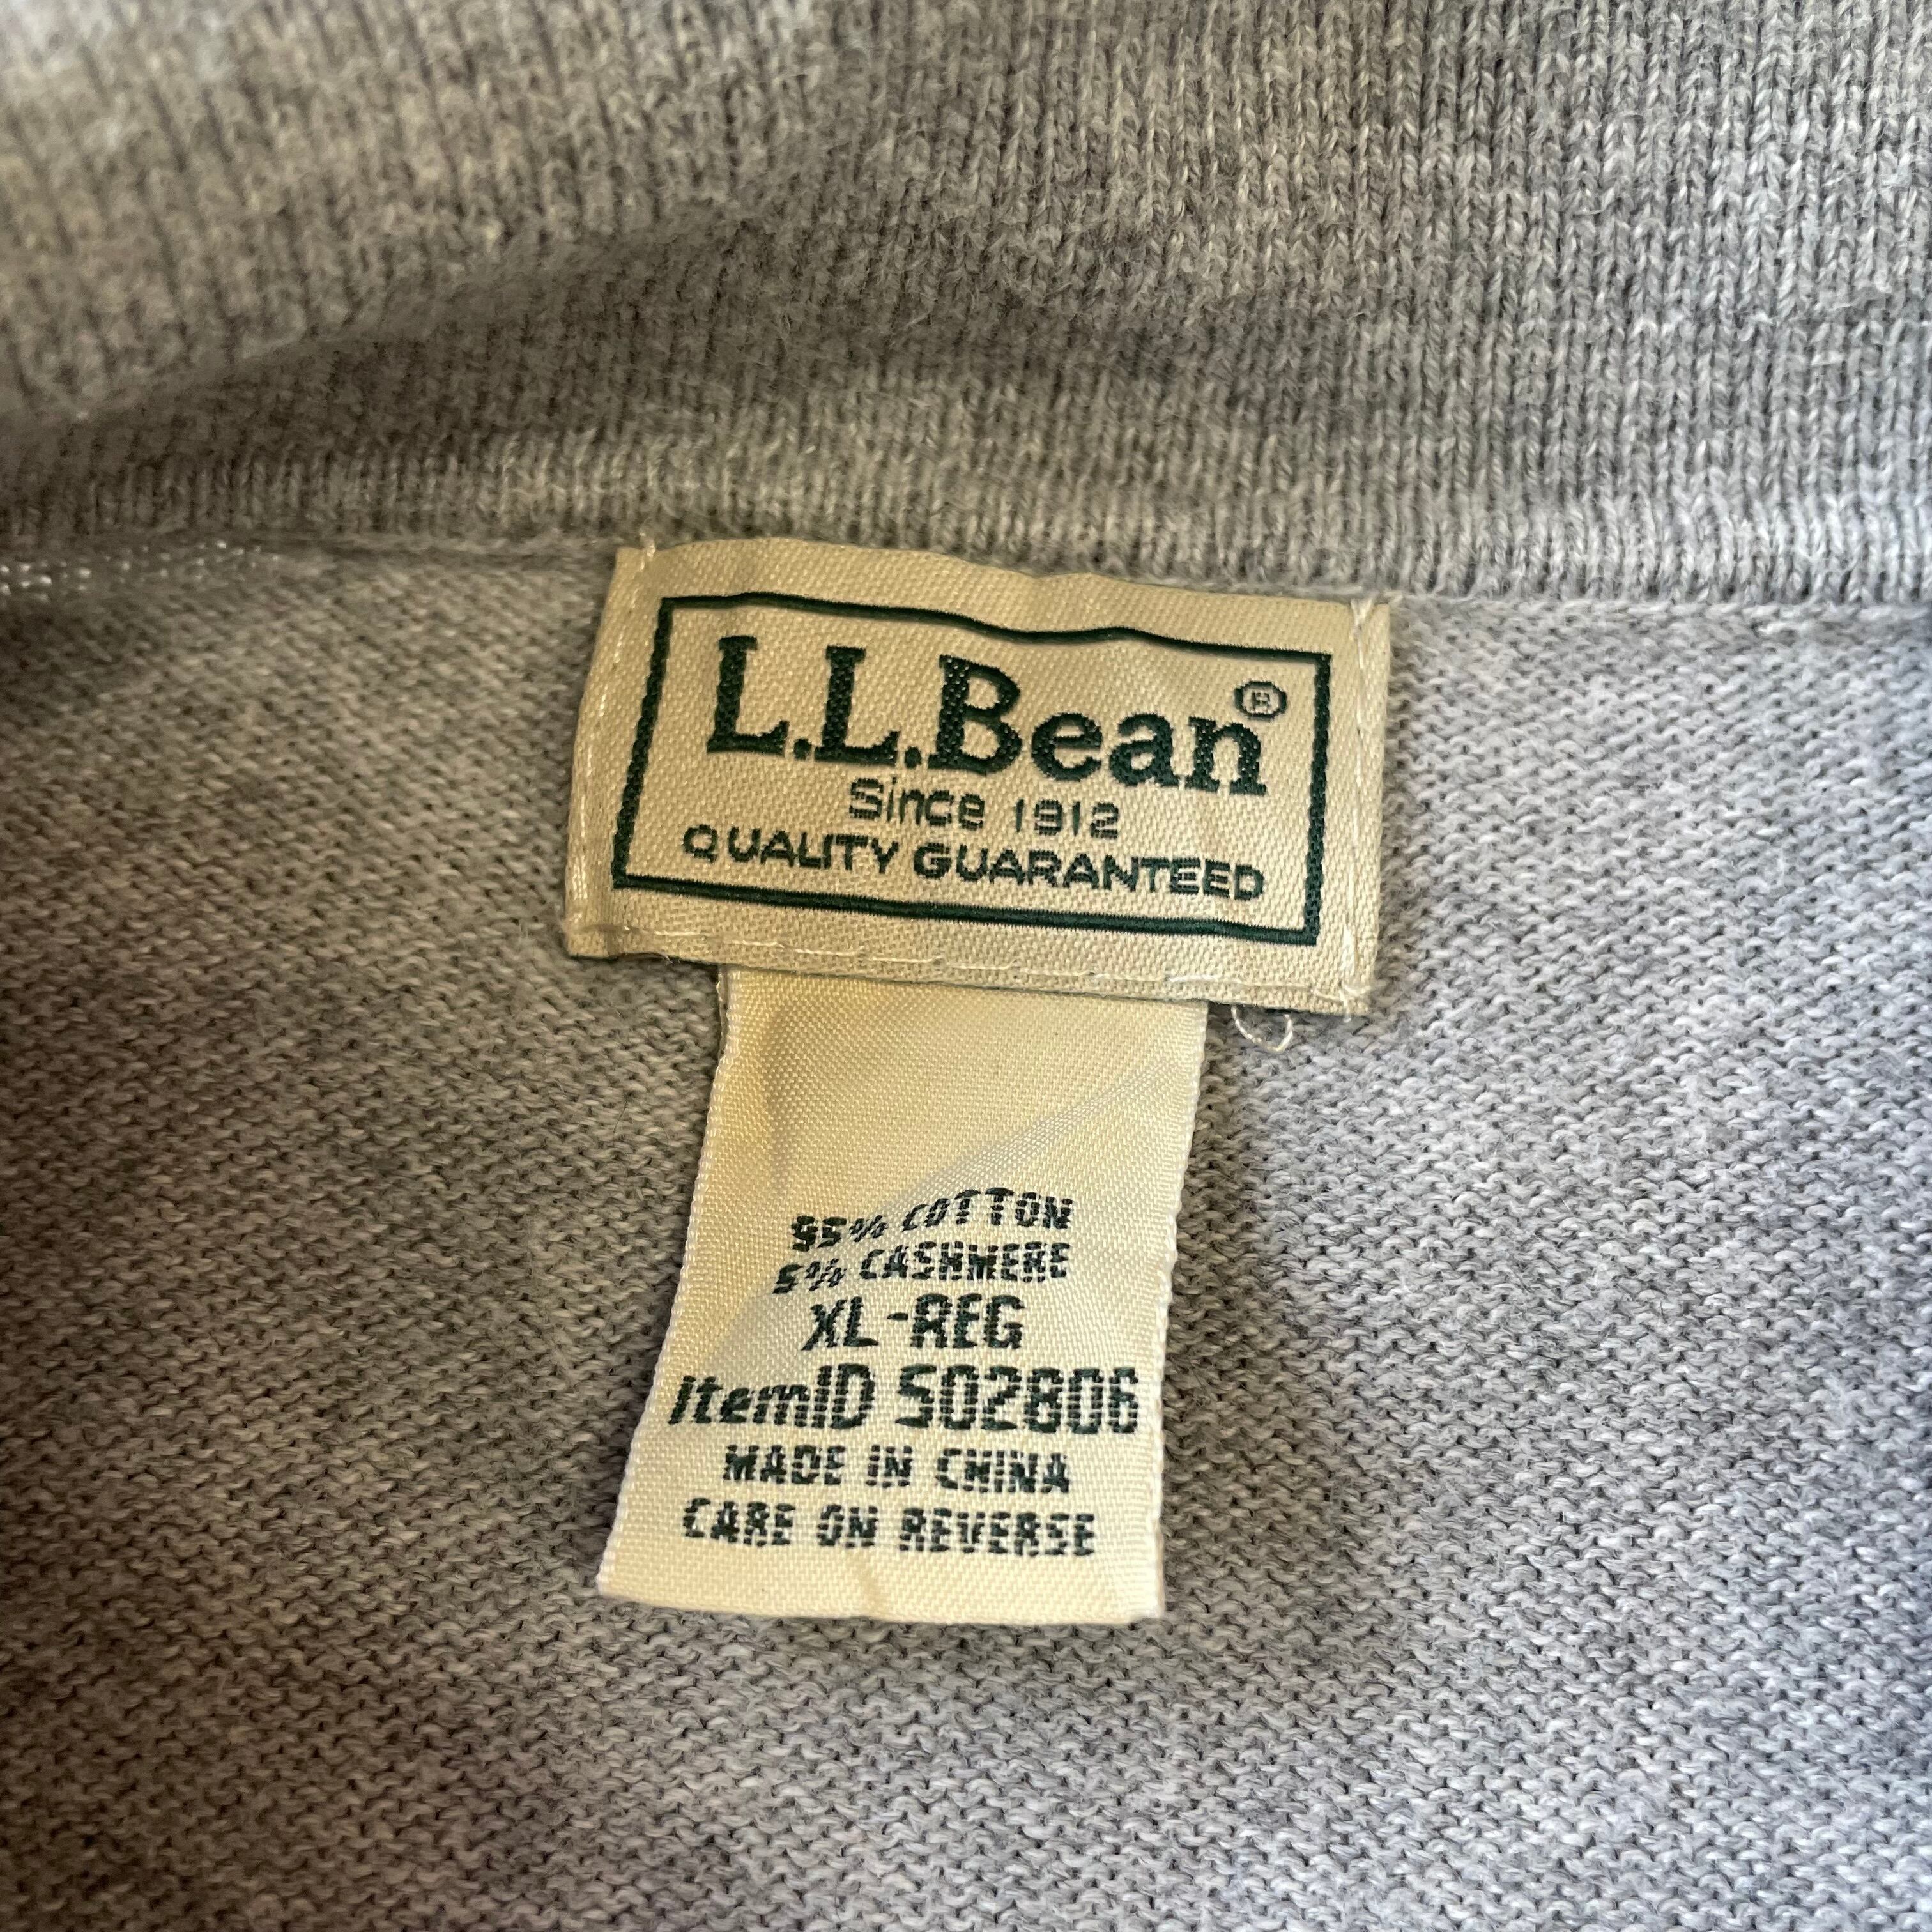 L.L.Bean®
Since 1912
QUALITY GUARANTEED
95% COTTON
5% CASHMERE
XL-REG
ItemID 502806
MADE IN CHINA
CARE ON REVERSE